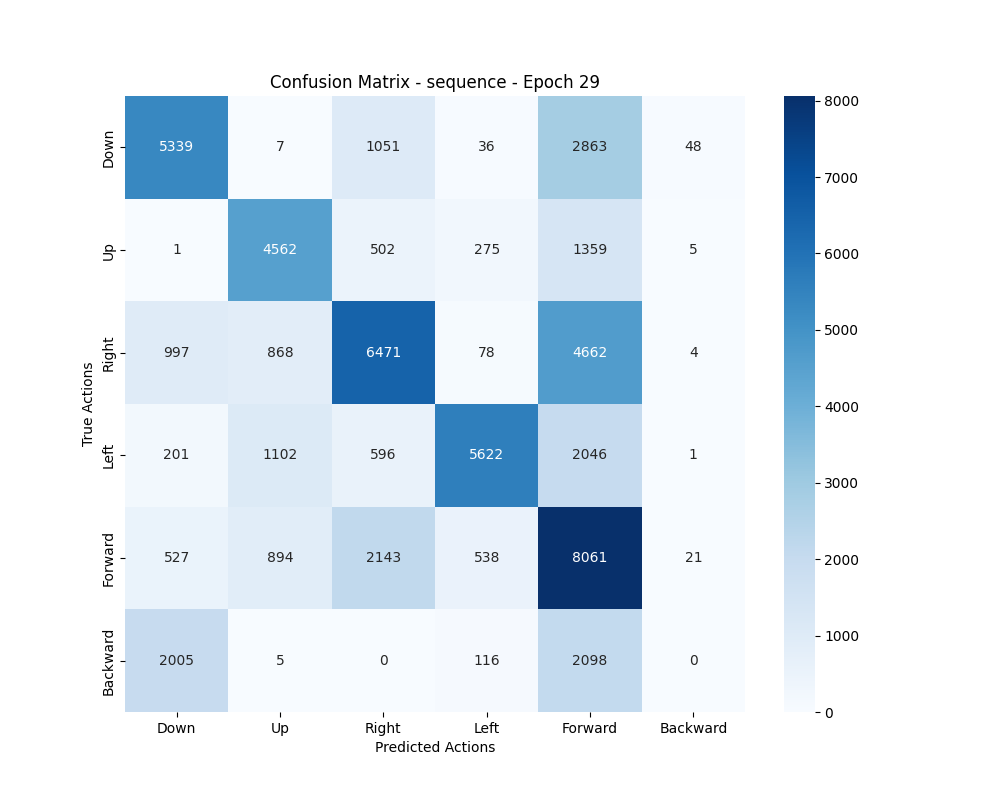 Confusion Matrix - sequence - Epoch 29
True Actions
Down 5339 7 1051 36 2863 48
Up 1 4562 502 275 1359 5
Right 997 868 6471 78 4662 4
Left 201 1102 596 5622 2046 1
Forward 527 894 2143 538 8061 21
Backward 2005 5 0 116 2098 0
Down Up Right Left Forward Backward
Predicted Actions
8000
7000
6000
5000
4000
3000
2000
1000
0